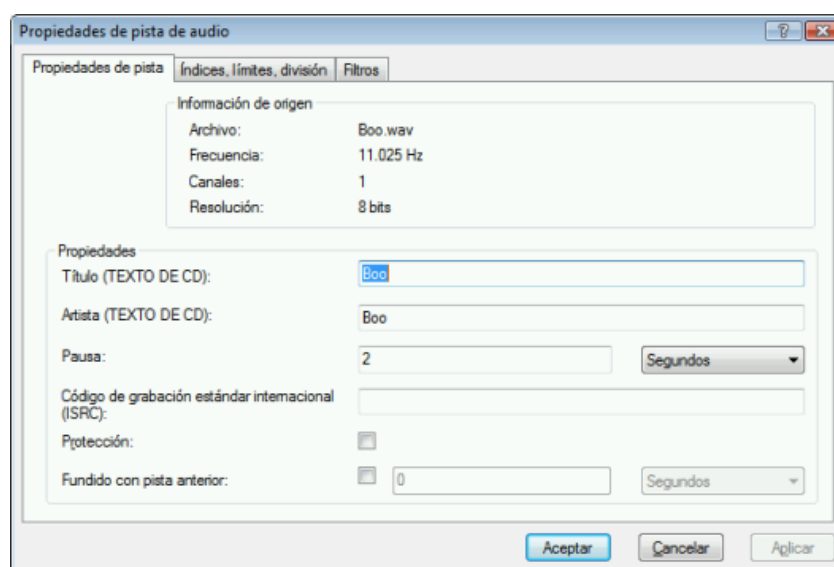 Propiedades de pista de audio
Propiedades de pista Índices, límites, división Filtros
Información de origen
Archivo: Boo.wav
Frecuencia: 11.025 Hz
Canales: 1
Resolución: 8 bits
Propiedades
Título (TEXTO DE CD): Boo
Artista (TEXTO DE CD): Boo
Pausa: 2 Segundos
Código de grabación estándar internacional
(ISRC):
Protección:
Fundido con pista anterior: 0 Segundos
Aceptar Cancelar Aplicar